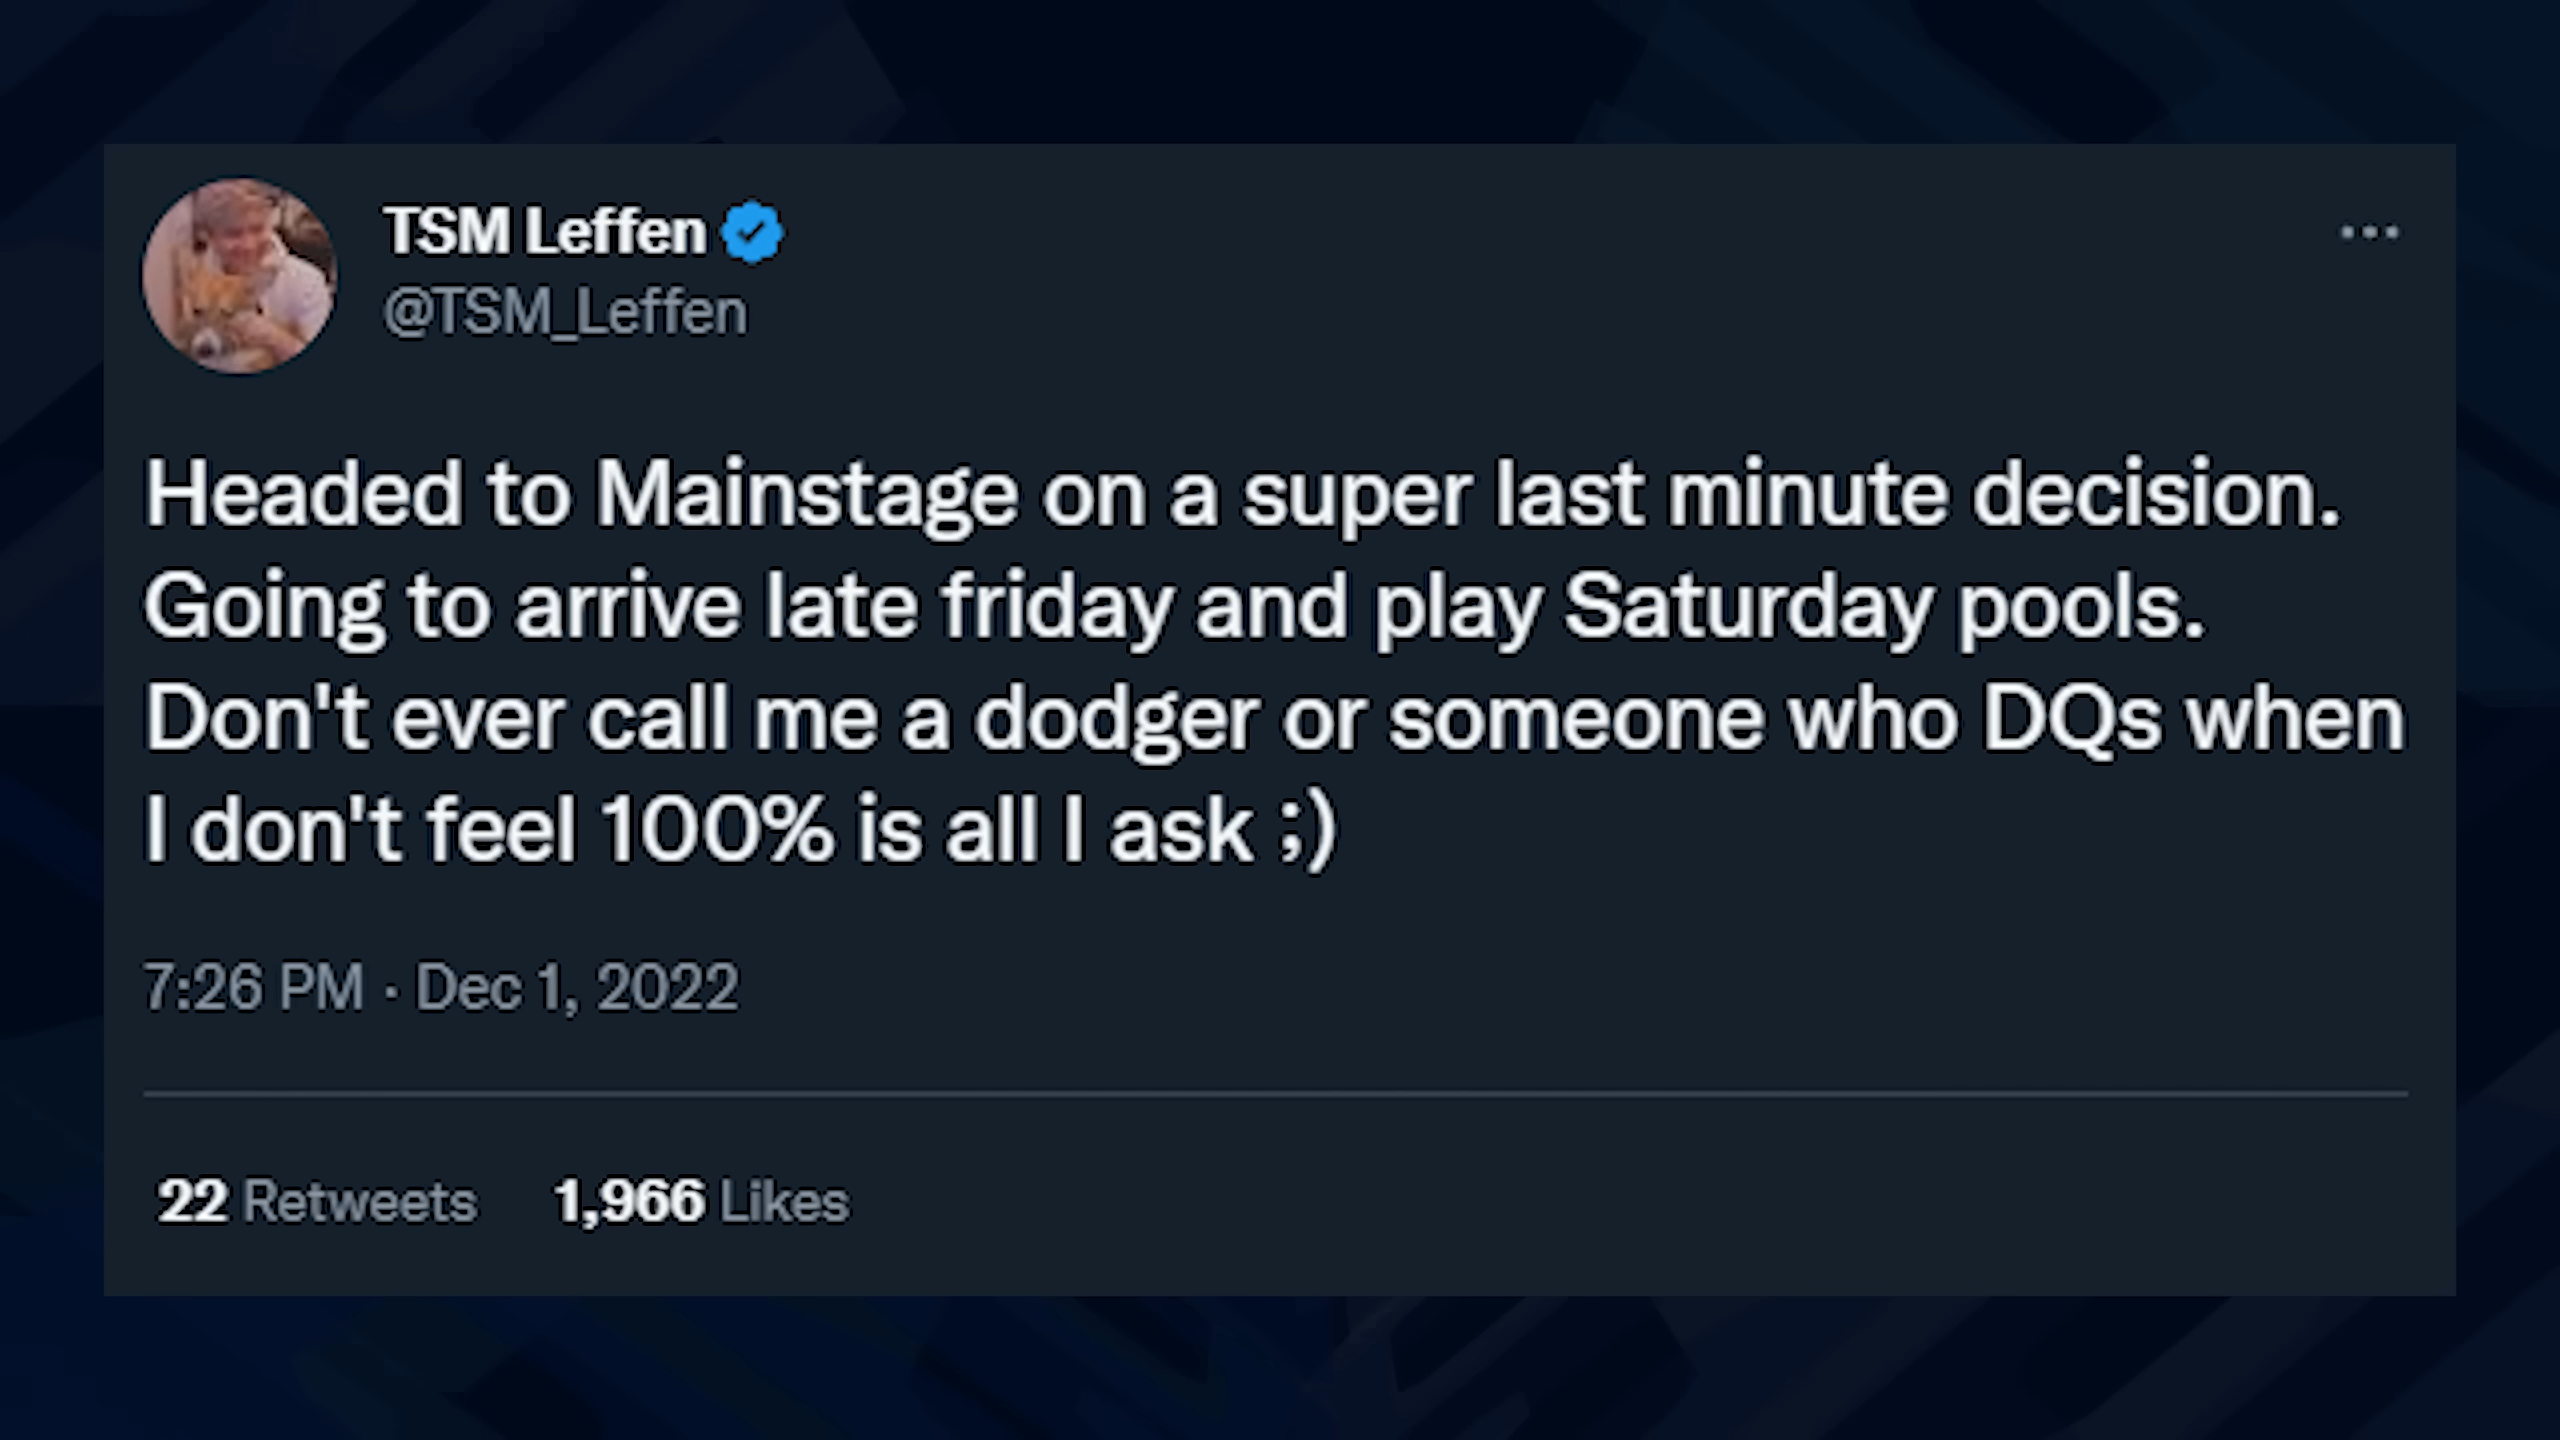 TSM Leffen
@TSM_Leffen
Headed to Mainstage on a super last minute decision.
Going to arrive late friday and play Saturday pools.
Don't ever call me a dodger or someone who DQs when
I don't feel 100% is all I ask ;)
7:26 PM · Dec 1, 2022
22 Retweets 1,966 Likes